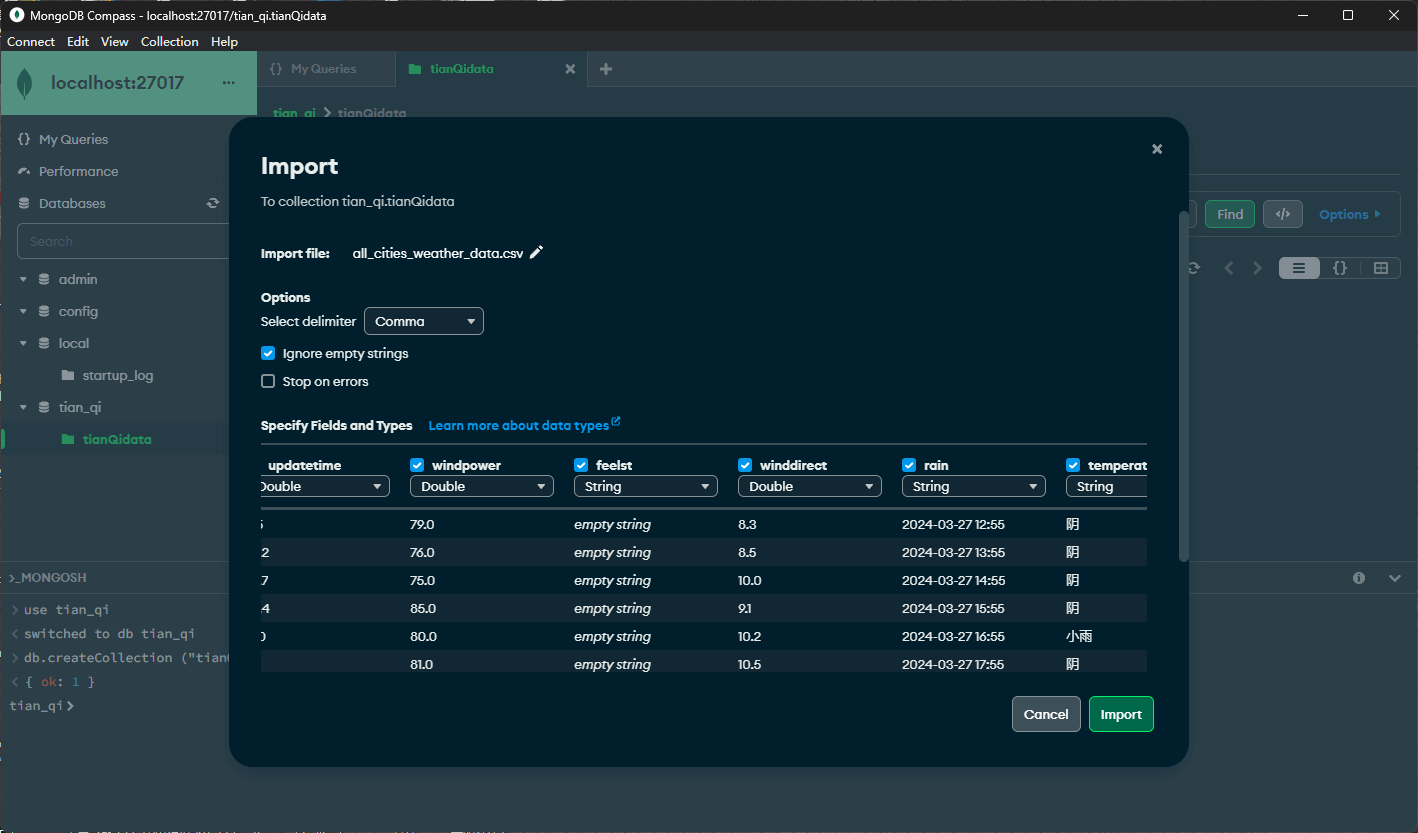 MongoDB Compass - localhost:27017/tian_qi.tianQidata
Connect Edit View Collection Help
localhost:27017 ...
{} My Queries
tianQidata
tian_qi > tianQidata
{} My Queries
Performance
Databases
Search
admin
config
local
startup_log
tian_qi
tianQidata
Find
</>
Options
Import
To collection tian_qi.tianQidata
Import file: all_cities_weather_data.csv
Options
Select delimiter Comma
Ignore empty strings
Stop on errors
Specify Fields and Types Learn more about data types
updatetime windpower feelst winddirect rain temperat
Double Double String Double String String
79.0 empty string 8.3 2024-03-27 12:55 阴
2 76.0 empty string 8.5 2024-03-27 13:55 阴
7 75.0 empty string 10.0 2024-03-27 14:55 阴
4 85.0 empty string 9.1 2024-03-27 15:55 阴
80.0 empty string 10.2 2024-03-27 16:55 小雨
81.0 empty string 10.5 2024-03-27 17:55 阴
Cancel Import
>_MONGOSH
> use tian_qi
< switched to db tian_qi
> db.createCollection ("tian
< { ok: 1 }
tian_qi>